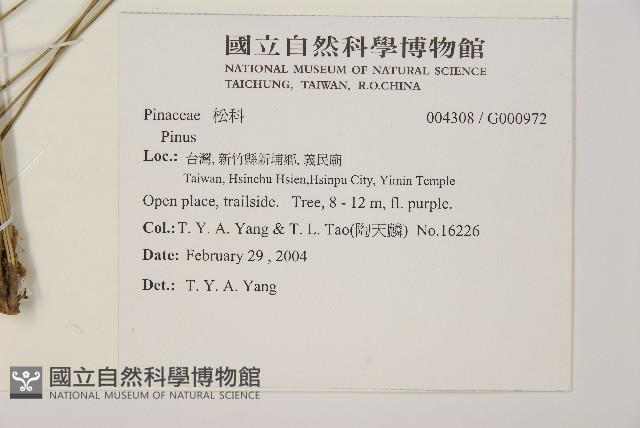 國立自然科學博物館
NATIONAL MUSEUM OF NATURAL SCIENCE
TAICHUNG, TAIWAN, R.O.CHINA
Pinaceae 松科 004308 / G000972
Pinus
Loc.: 台灣, 新竹縣新埔鄉, 義民廟
Taiwan, Hsinchu Hsien,Hsinpu City, Yimin Temple
Open place, trailside. Tree, 8 - 12 m, fl. purple.
Col.: T. Y. A. Yang & T. L. Tao(陶天麟) No.16226
Date: February 29 , 2004
Det.: T. Y. A. Yang
國立自然科學博物館
NATIONAL MUSEUM OF NATURAL SCIENCE